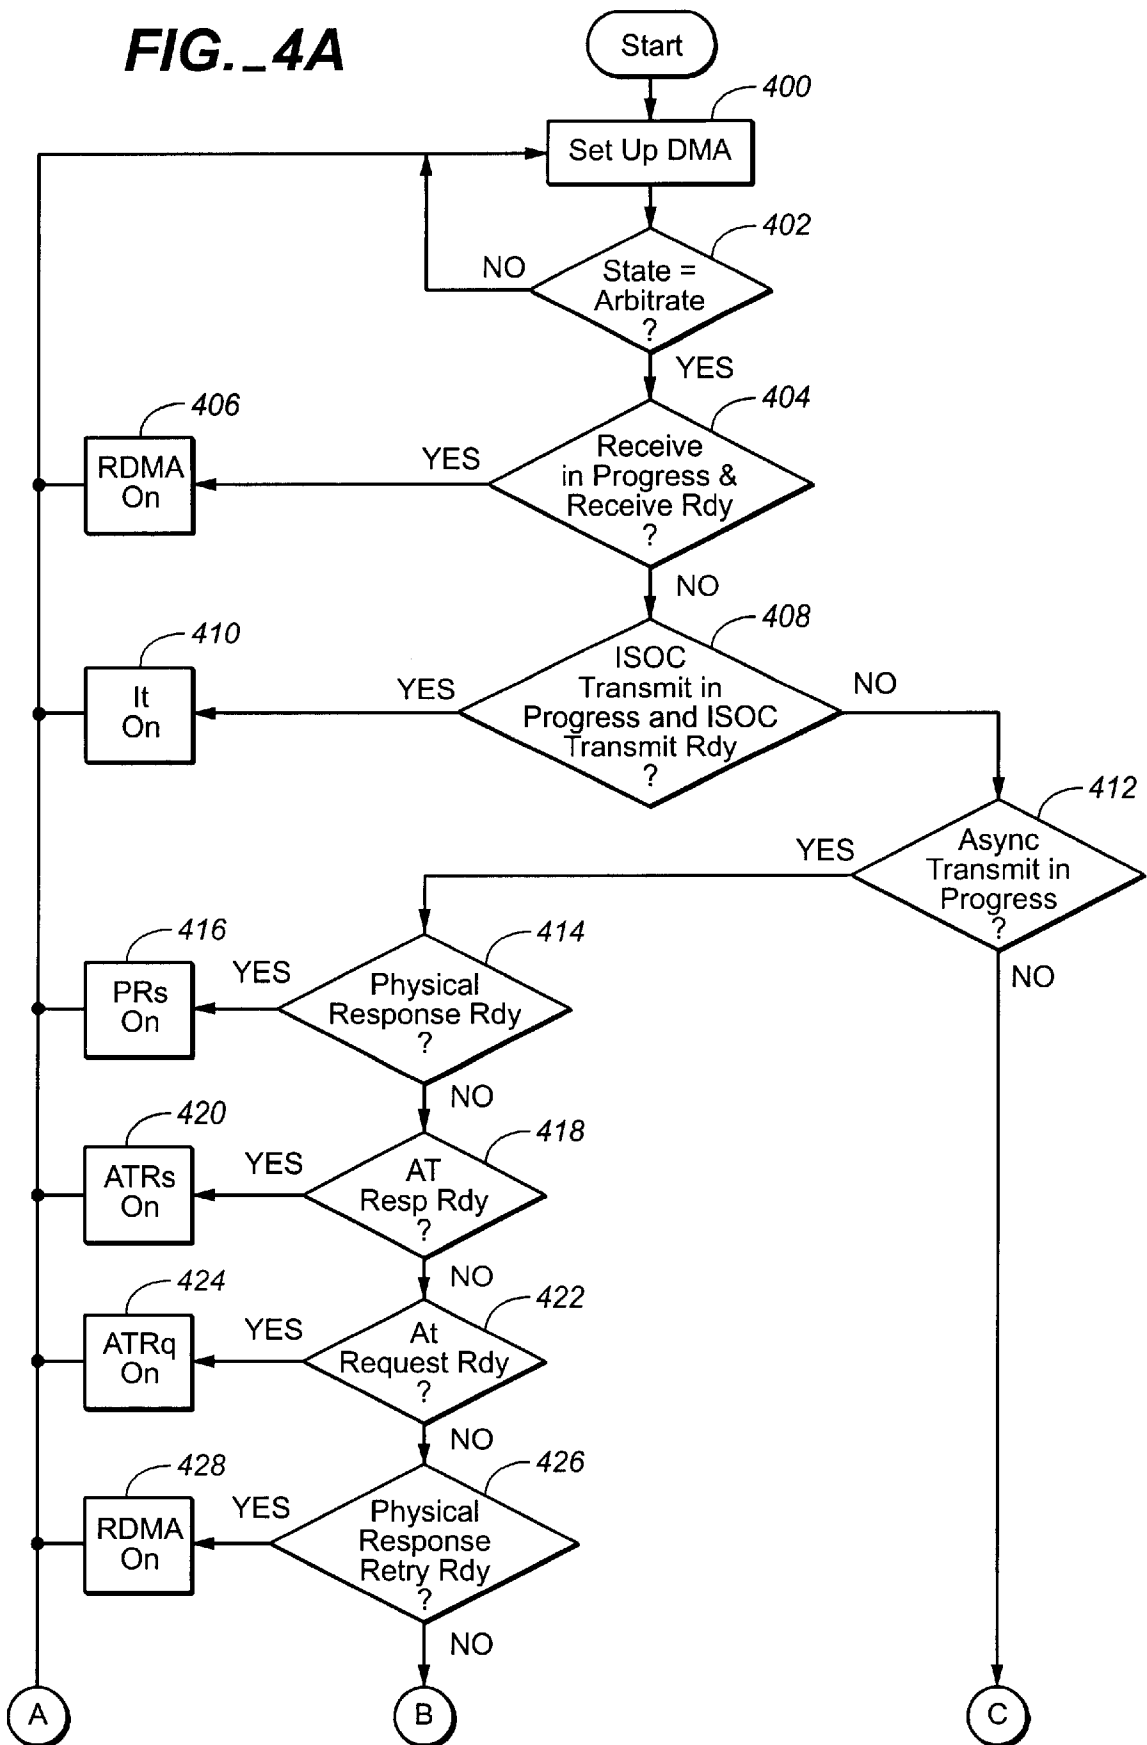 FIG._4A
Start
400
Set Up DMA
402
NO
State =
Arbitrate
?
YES
404
406
Receive
in Progress &
Receive Rdy
?
YES
RDMA
On
NO
408
410
ISOC
Transmit in
Progress and ISOC
Transmit Rdy
?
YES
NO
It
On
412
Async
Transmit in
Progress
?
YES
NO
414
416
Physical
Response Rdy
?
YES
PRs
On
NO
418
420
AT
Resp Rdy
?
YES
ATRs
On
NO
422
424
At
Request Rdy
?
YES
ATRq
On
NO
426
428
Physical
Response
Retry Rdy
?
YES
RDMA
On
NO
A
B
C